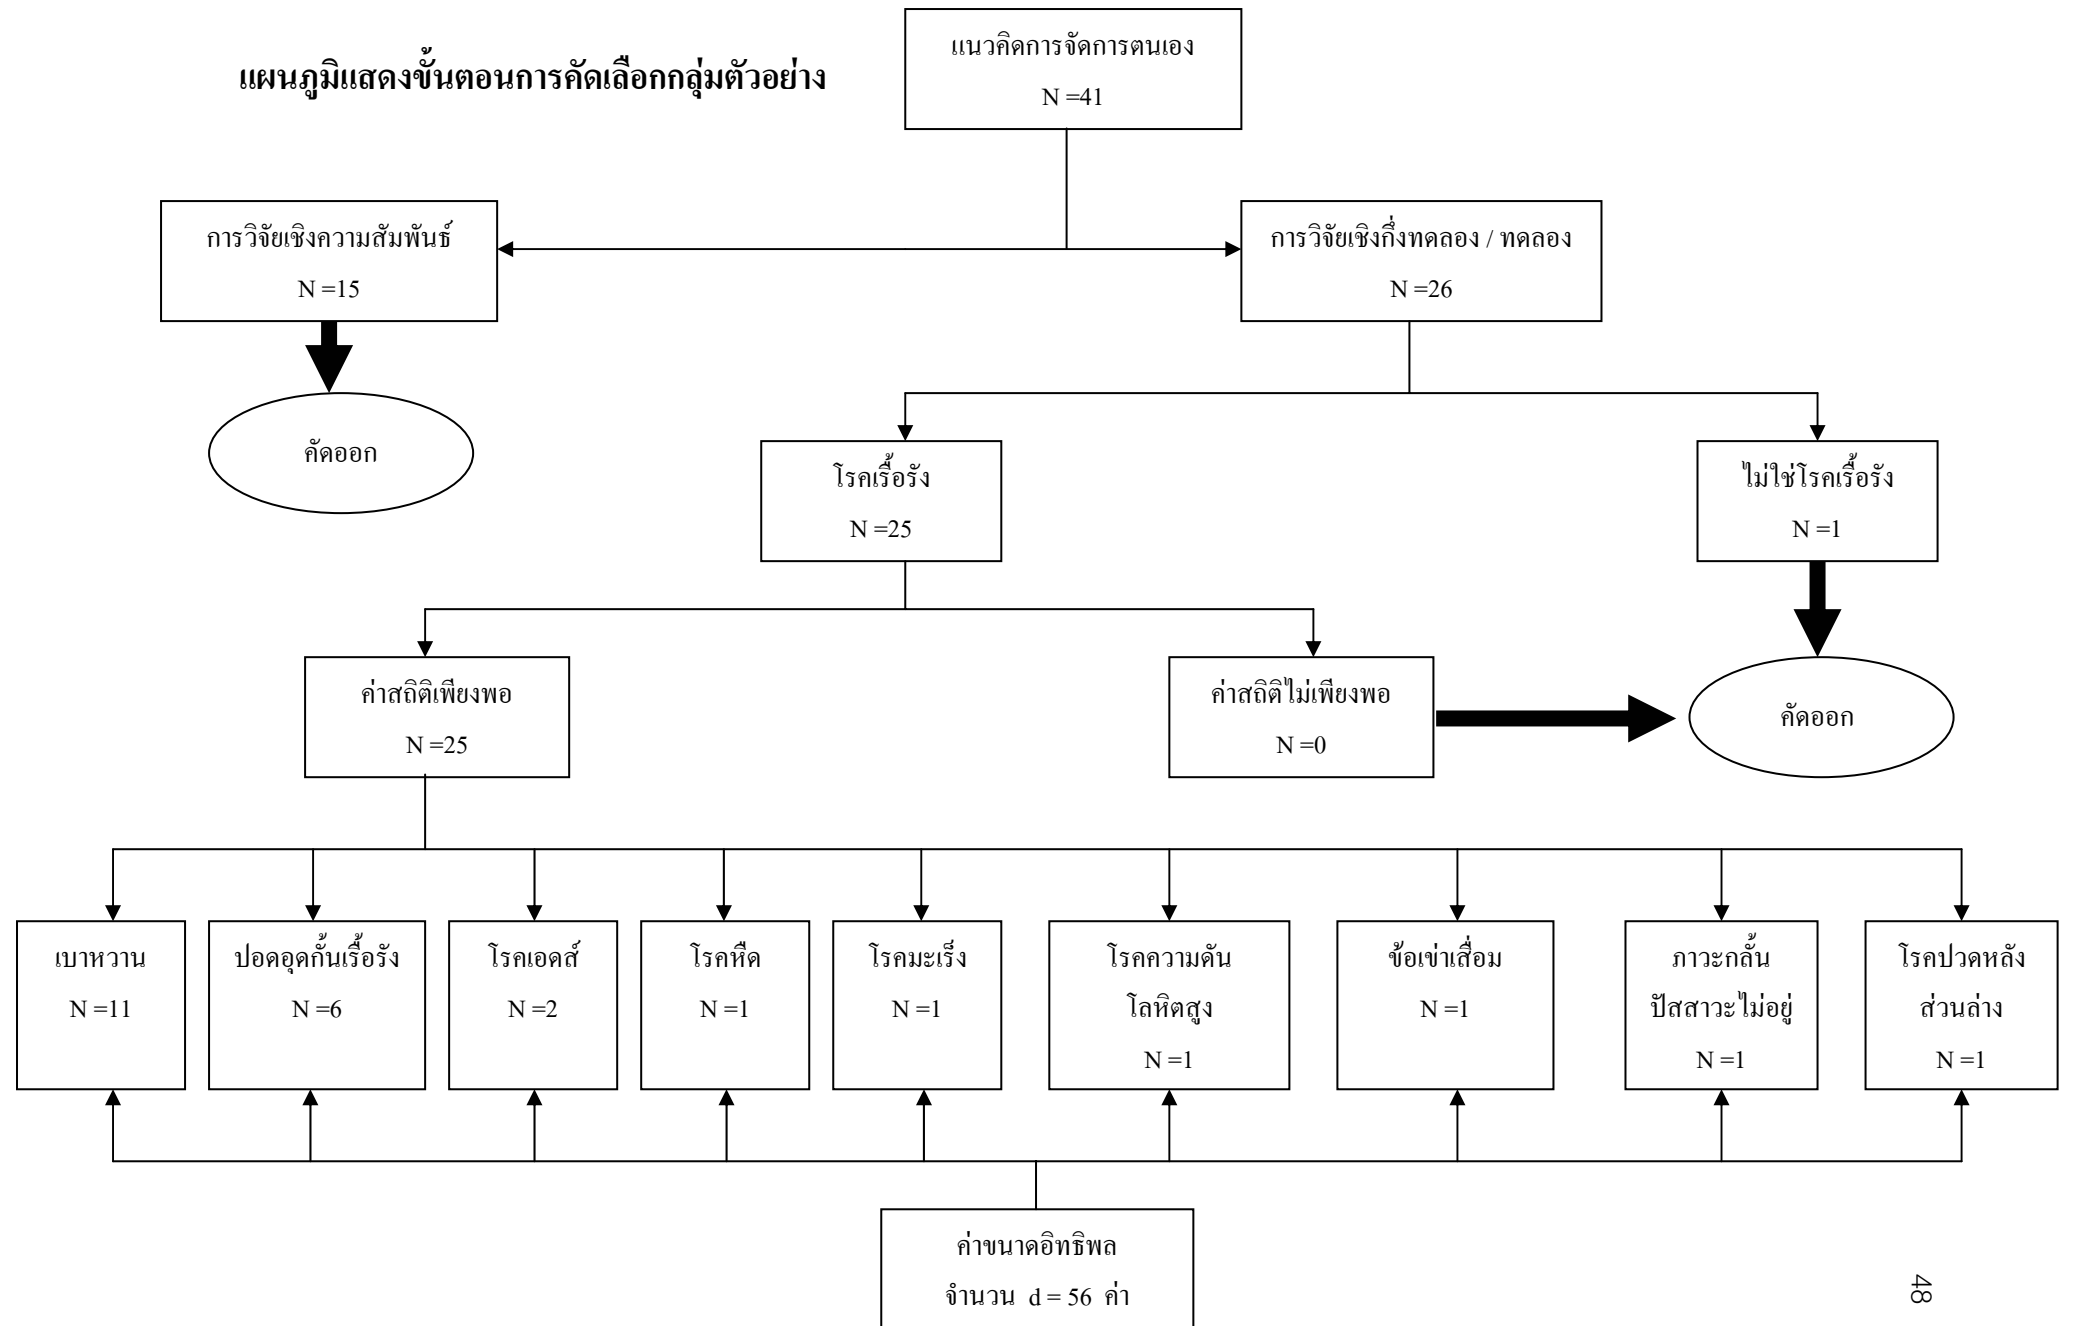 แผนภูมิแสดงขั้นตอนการคัดเลือกกลุ่มตัวอย่าง
แนวคิดการจัดการตนเอง
N =41
การวิจัยเชิงความสัมพันธ์
N =15
การวิจัยเชิงกึ่งทดลอง / ทดลอง
N =26
คัดออก
โรคเรื้อรัง
N =25
ไม่ใช่โรคเรื้อรัง
N =1
ค่าสถิติเพียงพอ
N =25
ค่าสถิติไม่เพียงพอ
N =0
คัดออก
เบาหวาน
N =11
ปอดอุดกั้นเรื้อรัง
N =6
โรคเอดส์
N =2
โรคหืด
N =1
โรคมะเร็ง
N =1
โรคความดัน
โลหิตสูง
N =1
ข้อเข่าเสื่อม
N =1
ภาวะกลั้น
ปัสสาวะไม่อยู่
N =1
โรคปวดหลัง
ส่วนล่าง
N =1
ค่าขนาดอิทธิพล
จำนวน d = 56 ค่า
48